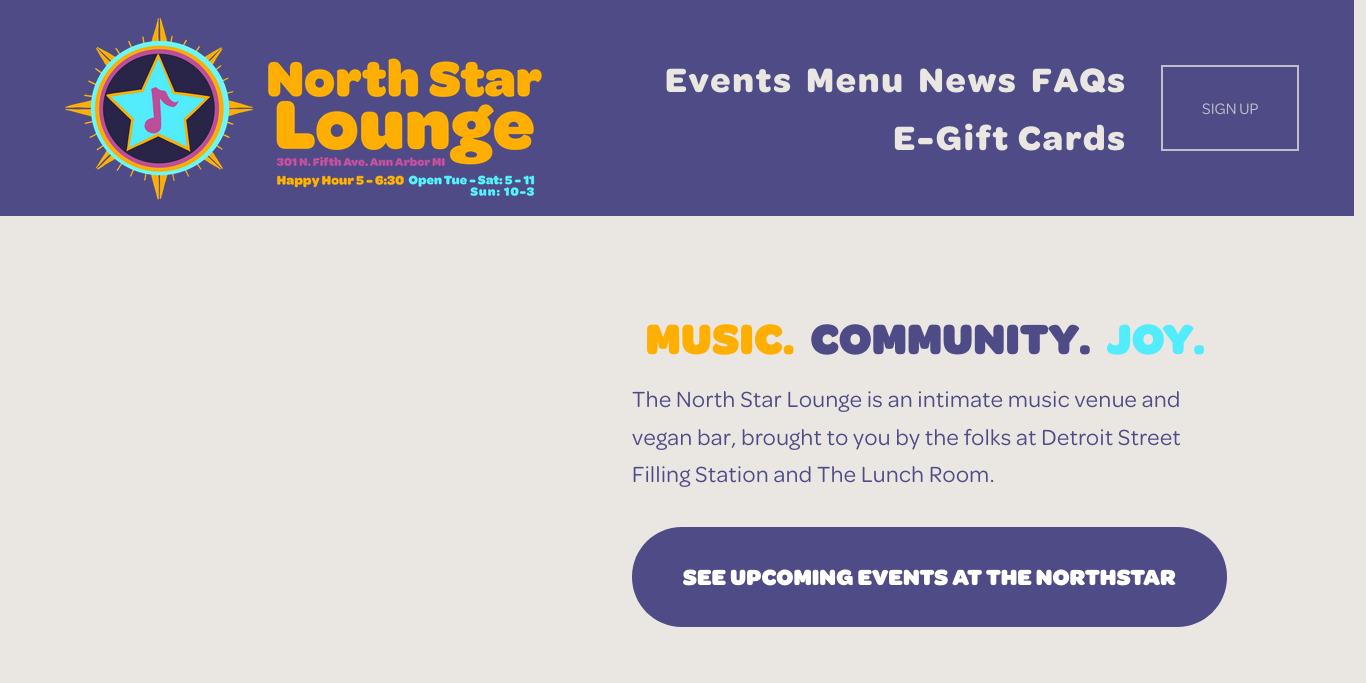 North Star
Lounge
301 N. Fifth Ave. Ann Arbor MI
Happy Hour 5 - 6:30 Open Tue - Sat: 5 - 11
Sun: 10-3
Events Menu News FAQs
E-Gift Cards
SIGN UP
MUSIC. COMMUNITY. JOY.
The North Star Lounge is an intimate music venue and
vegan bar, brought to you by the folks at Detroit Street
Filling Station and The Lunch Room.
SEE UPCOMING EVENTS AT THE NORTHSTAR